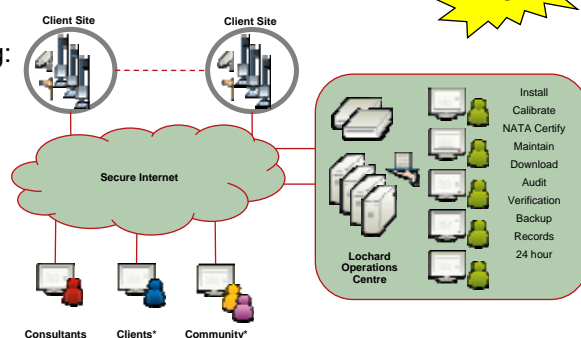 Client Site
Client Site
g:
Secure Internet
Install
Calibrate
NATA Certify
Maintain
Download
Audit
Verification
Backup
Records
24 hour
Lochard
Operations
Centre
Consultants
Clients*
Community*